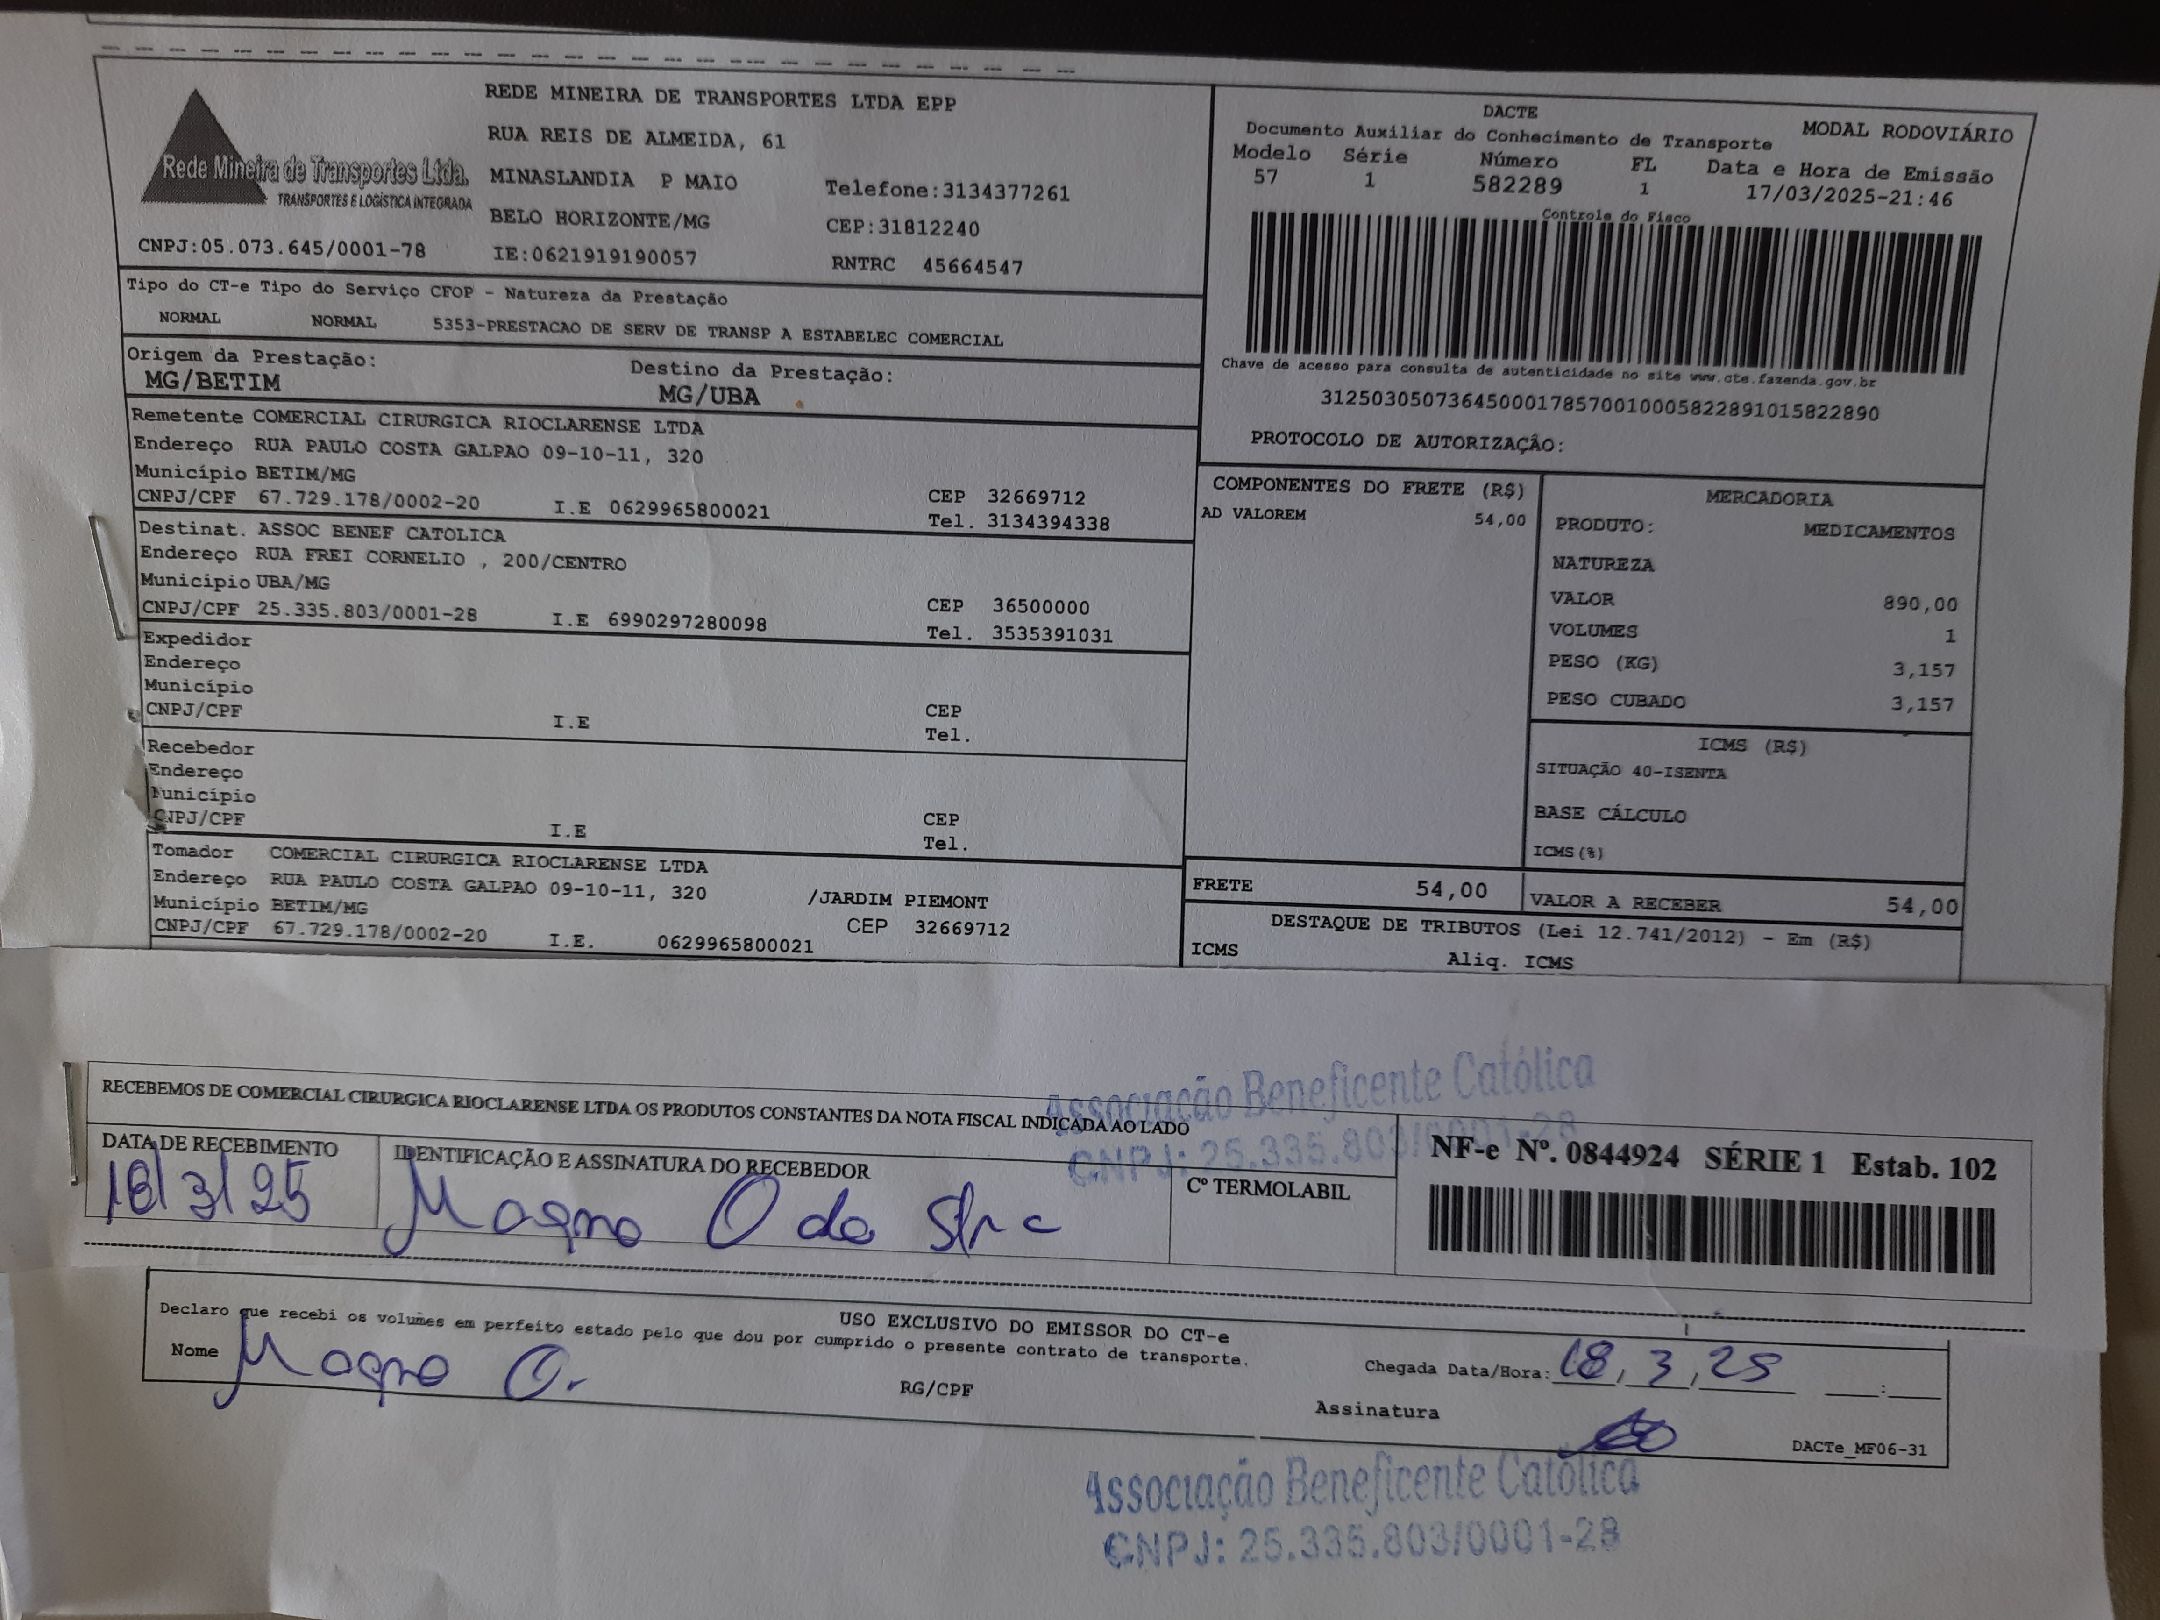 Rede Mineira de Transportes Ltda.
TRANSPORTES E LOGÍSTICA INTEGRADA
CNPJ:05.073.645/0001-78
REDE MINEIRA DE TRANSPORTES LTDA EPP
RUA REIS DE ALMEIDA, 61
MINASLANDIA P MAIO Telefone:3134377261
BELO HORIZONTE/MG CEP:31812240
IE:0621919190057 RNTRC 45664547
DACTE
Documento Auxiliar do Conhecimento de Transporte MODAL RODOVIÁRIO
Modelo Série Número FL Data e Hora de Emissão
57 1 582289 1 17/03/2025-21:46
Controle do Fisco
Chave de acesso para consulta de autenticidade no site www.cte.fazenda.gov.br
31250305073645000178570010005822891015822890
PROTOCOLO DE AUTORIZAÇÃO:
Tipo do CT-e Tipo do Serviço CFOP - Natureza da Prestação
NORMAL NORMAL 5353-PRESTACAO DE SERV DE TRANSP A ESTABELEC COMERCIAL
Origem da Prestação: Destino da Prestação:
MG/BETIM MG/UBA
Remetente COMERCIAL CIRURGICA RIOCLARENSE LTDA
Endereço RUA PAULO COSTA GALPAO 09-10-11, 320
Município BETIM/MG CEP 32669712
CNPJ/CPF 67.729.178/0002-20 I.E 0629965800021 Tel. 3134394338
Destinat. ASSOC BENEF CATOLICA
Endereço RUA FREI CORNELIO , 200/CENTRO
Município UBA/MG CEP 36500000
CNPJ/CPF 25.335.803/0001-28 I.E 6990297280098 Tel. 3535391031
Expedidor
Endereço
Município CEP
CNPJ/CPF I.E Tel.
Recebedor
Endereço
Município CEP
CNPJ/CPF I.E Tel.
Tomador COMERCIAL CIRURGICA RIOCLARENSE LTDA
Endereço RUA PAULO COSTA GALPAO 09-10-11, 320 /JARDIM PIEMONT
Município BETIM/MG CEP 32669712
CNPJ/CPF 67.729.178/0002-20 I.E. 0629965800021
COMPONENTES DO FRETE (R$)
AD VALOREM 54,00
MERCADORIA
PRODUTO: MEDICAMENTOS
NATUREZA
VALOR 890,00
VOLUMES 1
PESO (KG) 3,157
PESO CUBADO 3,157
ICMS (R$)
SITUAÇÃO 40-ISENTA
BASE CÁLCULO
ICMS(%)
FRETE 54,00 VALOR A RECEBER 54,00
DESTAQUE DE TRIBUTOS (Lei 12.741/2012) - Em (R$)
ICMS Aliq. ICMS
Associação Beneficente Católica
CNPJ: 25.335.803/0001-28
RECEBEMOS DE COMERCIAL CIRURGICA RIOCLARENSE LTDA OS PRODUTOS CONSTANTES DA NOTA FISCAL INDICADA AO LADO
DATA DE RECEBIMENTO IDENTIFICAÇÃO E ASSINATURA DO RECEBEDOR Cº TERMOLABIL
18/3/25 Magno O da
NF-e Nº. 0844924 SÉRIE 1 Estab. 102
USO EXCLUSIVO DO EMISSOR DO CT-e
Declaro que recebi os volumes em perfeito estado pelo que dou por cumprido o presente contrato de transporte.
Nome Magno O. RG/CPF
Chegada Data/Hora: 18, 3, 25 :
Assinatura
DACTe_MF06-31
Associação Beneficente Católica
CNPJ: 25.335.803/0001-28